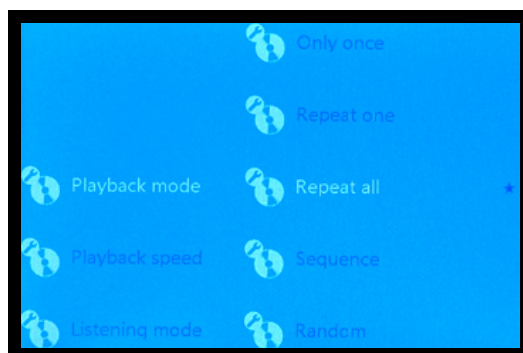 Only once
Repeat one
Playback mode
Repeat all
Playback speed
Sequence
Listening mode
Random